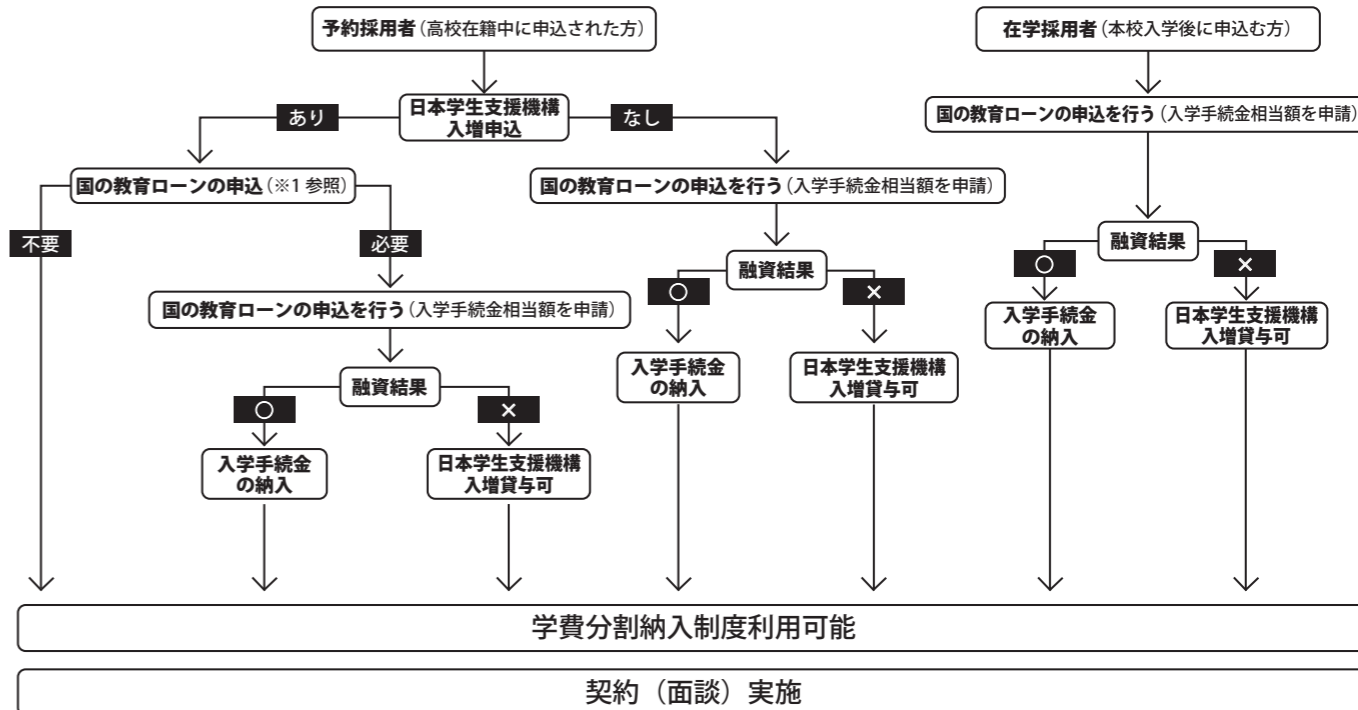 予約採用者（高校在籍中に申込された方）
日本学生支援機構
入増申込
あり
なし
国の教育ローンの申込（※1 参照）
不要
必要
国の教育ローンの申込を行う（入学手続金相当額を申請）
融資結果
○
×
入学手続金
の納入
日本学生支援機構
入増貸与可
国の教育ローンの申込を行う（入学手続金相当額を申請）
融資結果
○
×
入学手続金
の納入
日本学生支援機構
入増貸与可
在学採用者（本校入学後に申込む方）
国の教育ローンの申込を行う（入学手続金相当額を申請）
融資結果
○
×
入学手続金
の納入
日本学生支援機構
入増貸与可
学費分割納入制度利用可能
契約（面談）実施